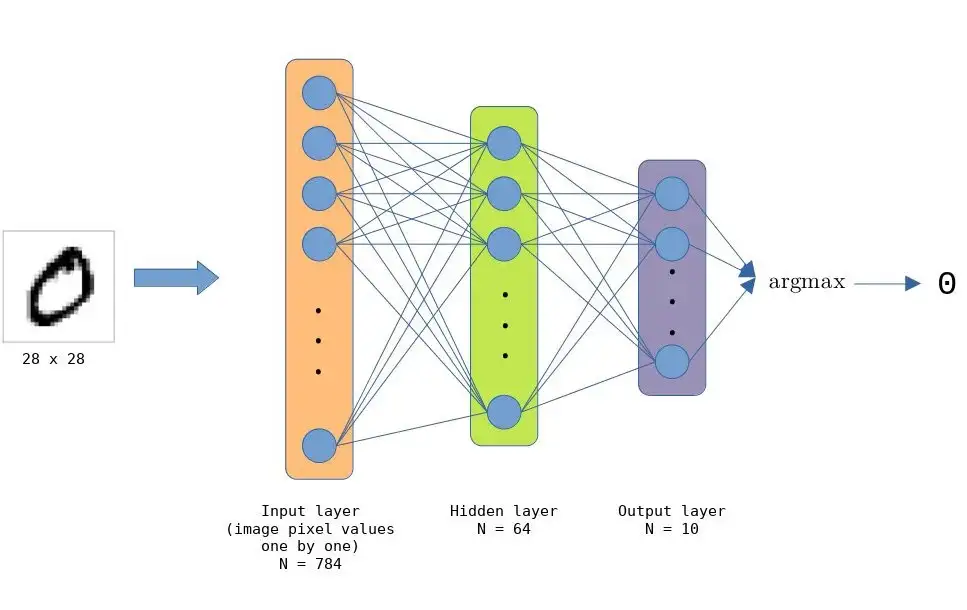 28 x 28
argmax
0
Input layer
(image pixel values
one by one)
N = 784
Hidden layer
N = 64
Output layer
N = 10